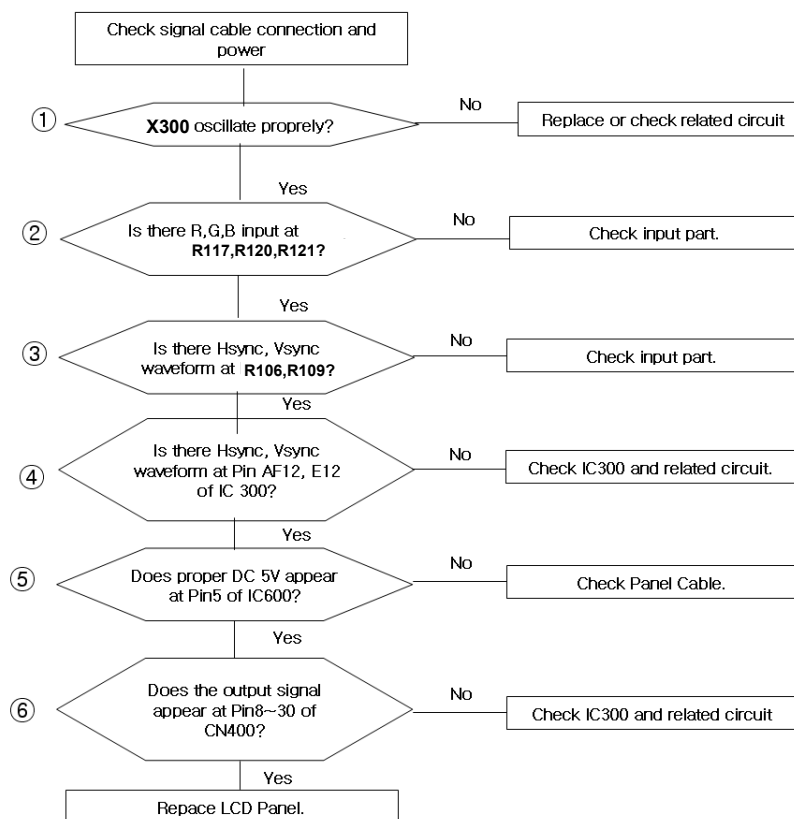 Check signal cable connection and
power
① X300 oscillate proprely?
No
Replace or check related circuit
Yes
② Is there R,G,B input at
R117,R120,R121?
No
Check input part.
Yes
③ Is there Hsync, Vsync
waveform at R106,R109?
No
Check input part.
Yes
④ Is there Hsync, Vsync
waveform at Pin AF12, E12
of IC 300?
No
Check IC300 and related circuit.
Yes
⑤ Does proper DC 5V appear
at Pin5 of IC600?
No
Check Panel Cable.
Yes
⑥ Does the output signal
appear at Pin8~30 of
CN400?
No
Check IC300 and related circuit
Yes
Repace LCD Panel.